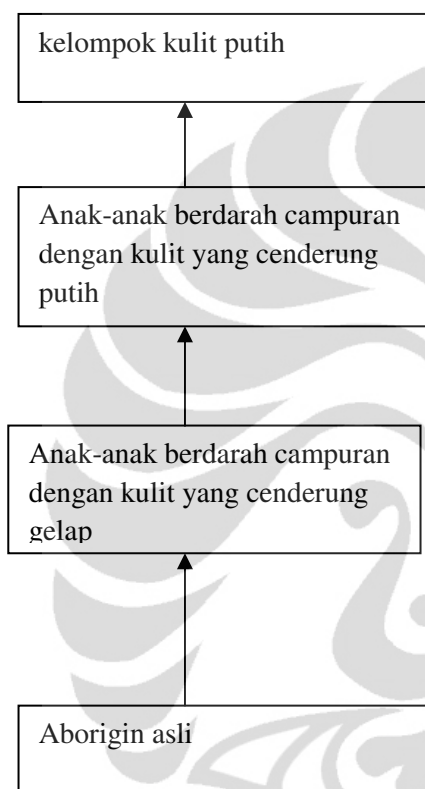 kelompok kulit putih
Anak-anak berdarah campuran
dengan kulit yang cenderung
putih
Anak-anak berdarah campuran
dengan kulit yang cenderung
gelap
Aborigin asli